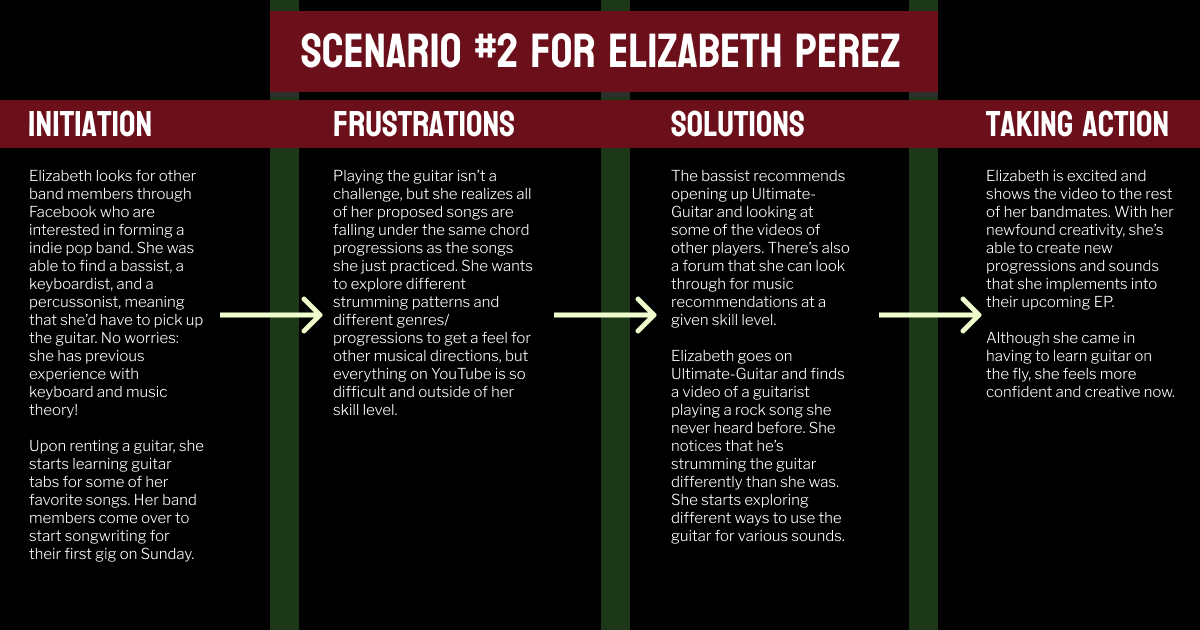 SCENARIO #2 FOR ELIZABETH PEREZ
INITIATION
Elizabeth looks for other
band members through
Facebook who are
interested in forming a
indie pop band. She was
able to find a bassist, a
keyboardist, and a
percussonist, meaning
that she’d have to pick up
the guitar. No worries:
she has previous
experience with
keyboard and music
theory!
Upon renting a guitar, she
starts learning guitar
tabs for some of her
favorite songs. Her band
members come over to
start songwriting for
their first gig on Sunday.
FRUSTRATIONS
Playing the guitar isn’t a
challenge, but she realizes all
of her proposed songs are
falling under the same chord
progressions as the songs
she just practiced. She wants
to explore different
strumming patterns and
different genres/
progressions to get a feel for
other musical directions, but
everything on YouTube is so
difficult and outside of her
skill level.
SOLUTIONS
The bassist recommends
opening up Ultimate-
Guitar and looking at
some of the videos of
other players. There’s also
a forum that she can look
through for music
recommendations at a
given skill level.
Elizabeth goes on
Ultimate-Guitar and finds
a video of a guitarist
playing a rock song she
never heard before. She
notices that he’s
strumming the guitar
differently than she was.
She starts exploring
different ways to use the
guitar for various sounds.
TAKING ACTION
Elizabeth is excited and
shows the video to the rest
of her bandmates. With her
newfound creativity, she’s
able to create new
progressions and sounds
that she implements into
their upcoming EP.
Although she came in
having to learn guitar on
the fly, she feels more
confident and creative now.